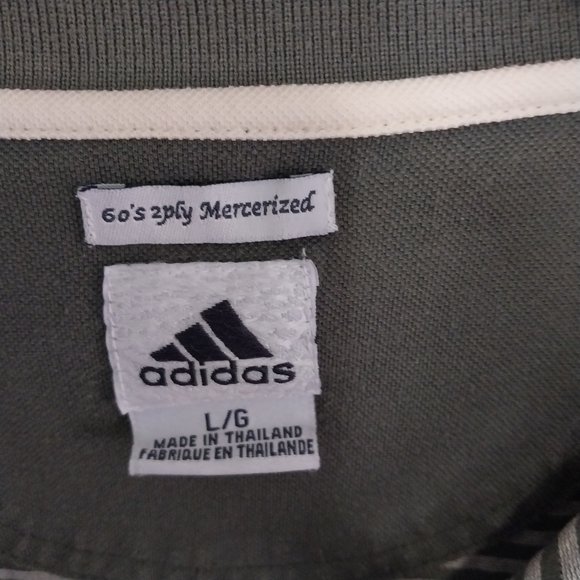 60's 2ply Mercerized
adidas
L/G
MADE IN THAILAND
FABRIQUE EN THAILANDE